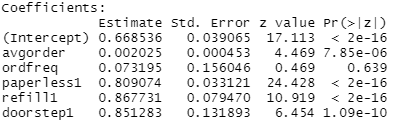 Coefficients:
             Estimate Std. Error z value Pr(>|z|)
(Intercept) 0.668536   0.039065  17.113  < 2e-16
avgorder    0.002025   0.000453   4.469 7.85e-06
ordfreq     0.073195   0.156046   0.469    0.639
paperless1  0.809074   0.033121  24.428  < 2e-16
refill1     0.867731   0.079470  10.919  < 2e-16
doorstep1   0.851283   0.131893   6.454 1.09e-10